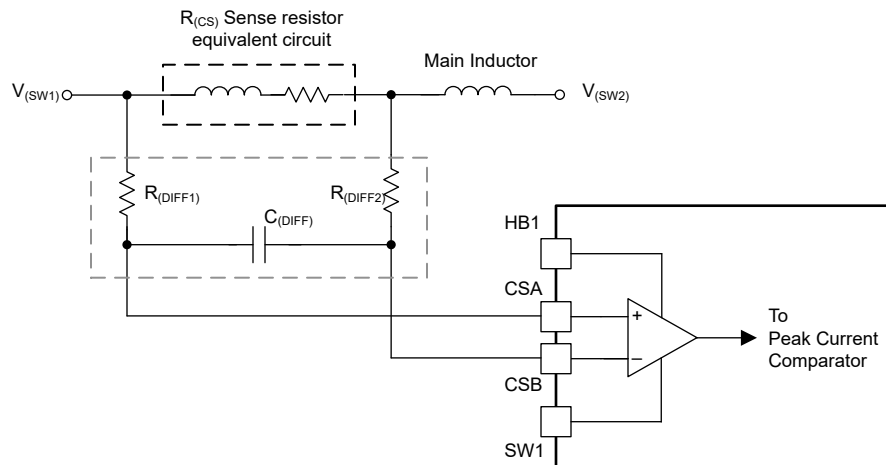 R(CS) Sense resistor
equivalent circuit
Main Inductor
V(SW1)
V(SW2)
R(DIFF1)
R(DIFF2)
C(DIFF)
HB1
CSA
+
To
Peak Current
Comparator
−
CSB
SW1